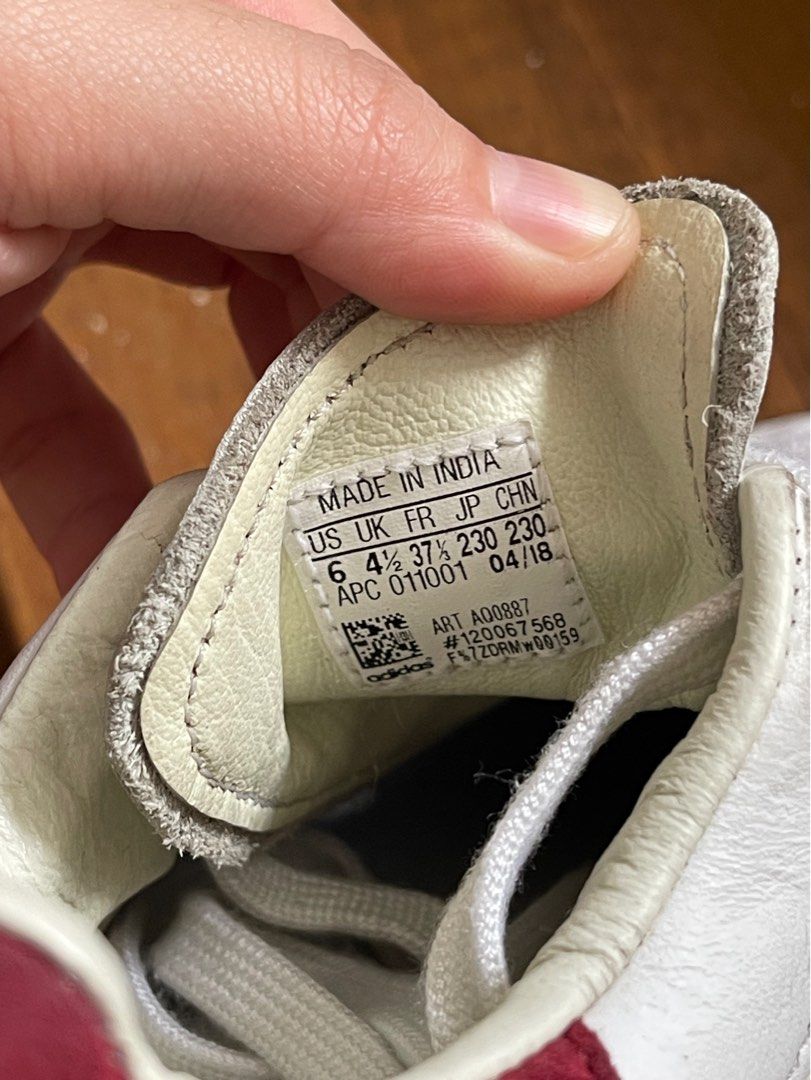 MADE IN INDIA
US UK FR JP CHN
6 4½ 37⅓ 230 230
APC 011001 04/18
ART AQ0887
#120067568
adidas